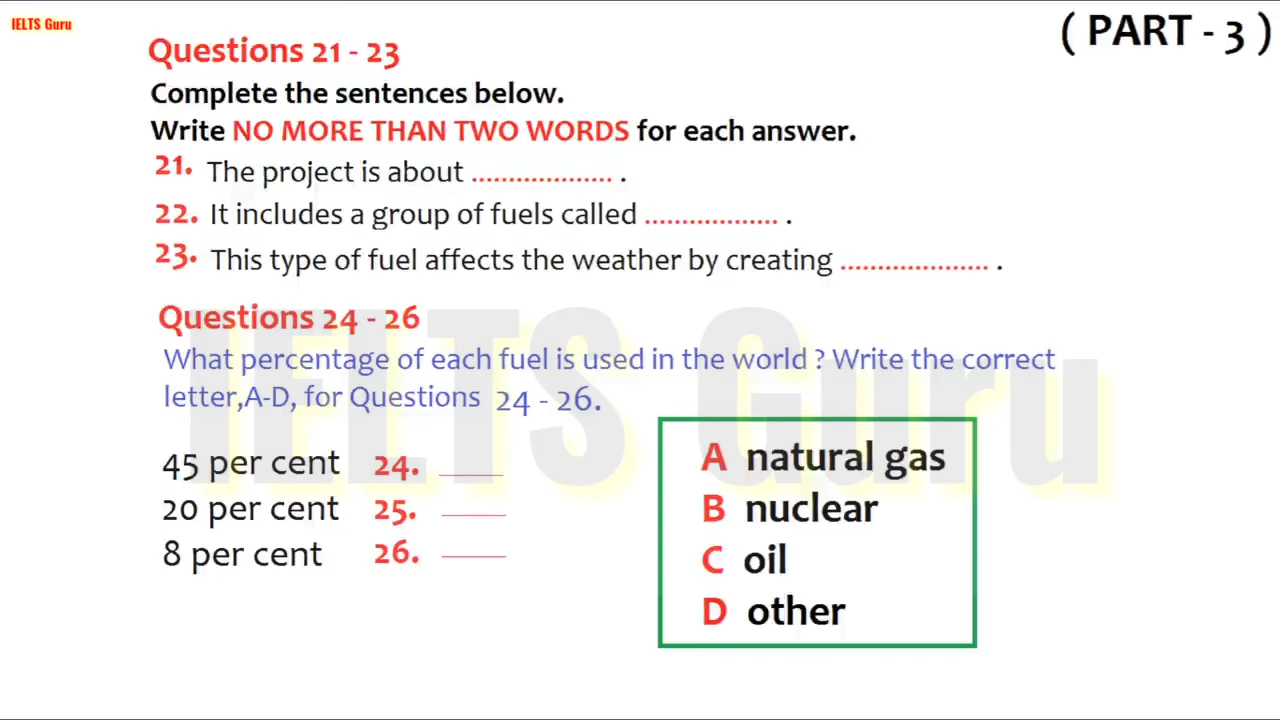 IELTS Guru
( PART - 3 )
Questions 21 - 23
Complete the sentences below.
Write NO MORE THAN TWO WORDS for each answer.
21. The project is about ................... .
22. It includes a group of fuels called .................. .
23. This type of fuel affects the weather by creating .................... .
Questions 24 - 26
What percentage of each fuel is used in the world ? Write the correct
letter,A-D, for Questions 24 - 26.
45 per cent 24. ____
20 per cent 25. ____
8 per cent 26. ____
A natural gas
B nuclear
C oil
D other
IELTS Guru